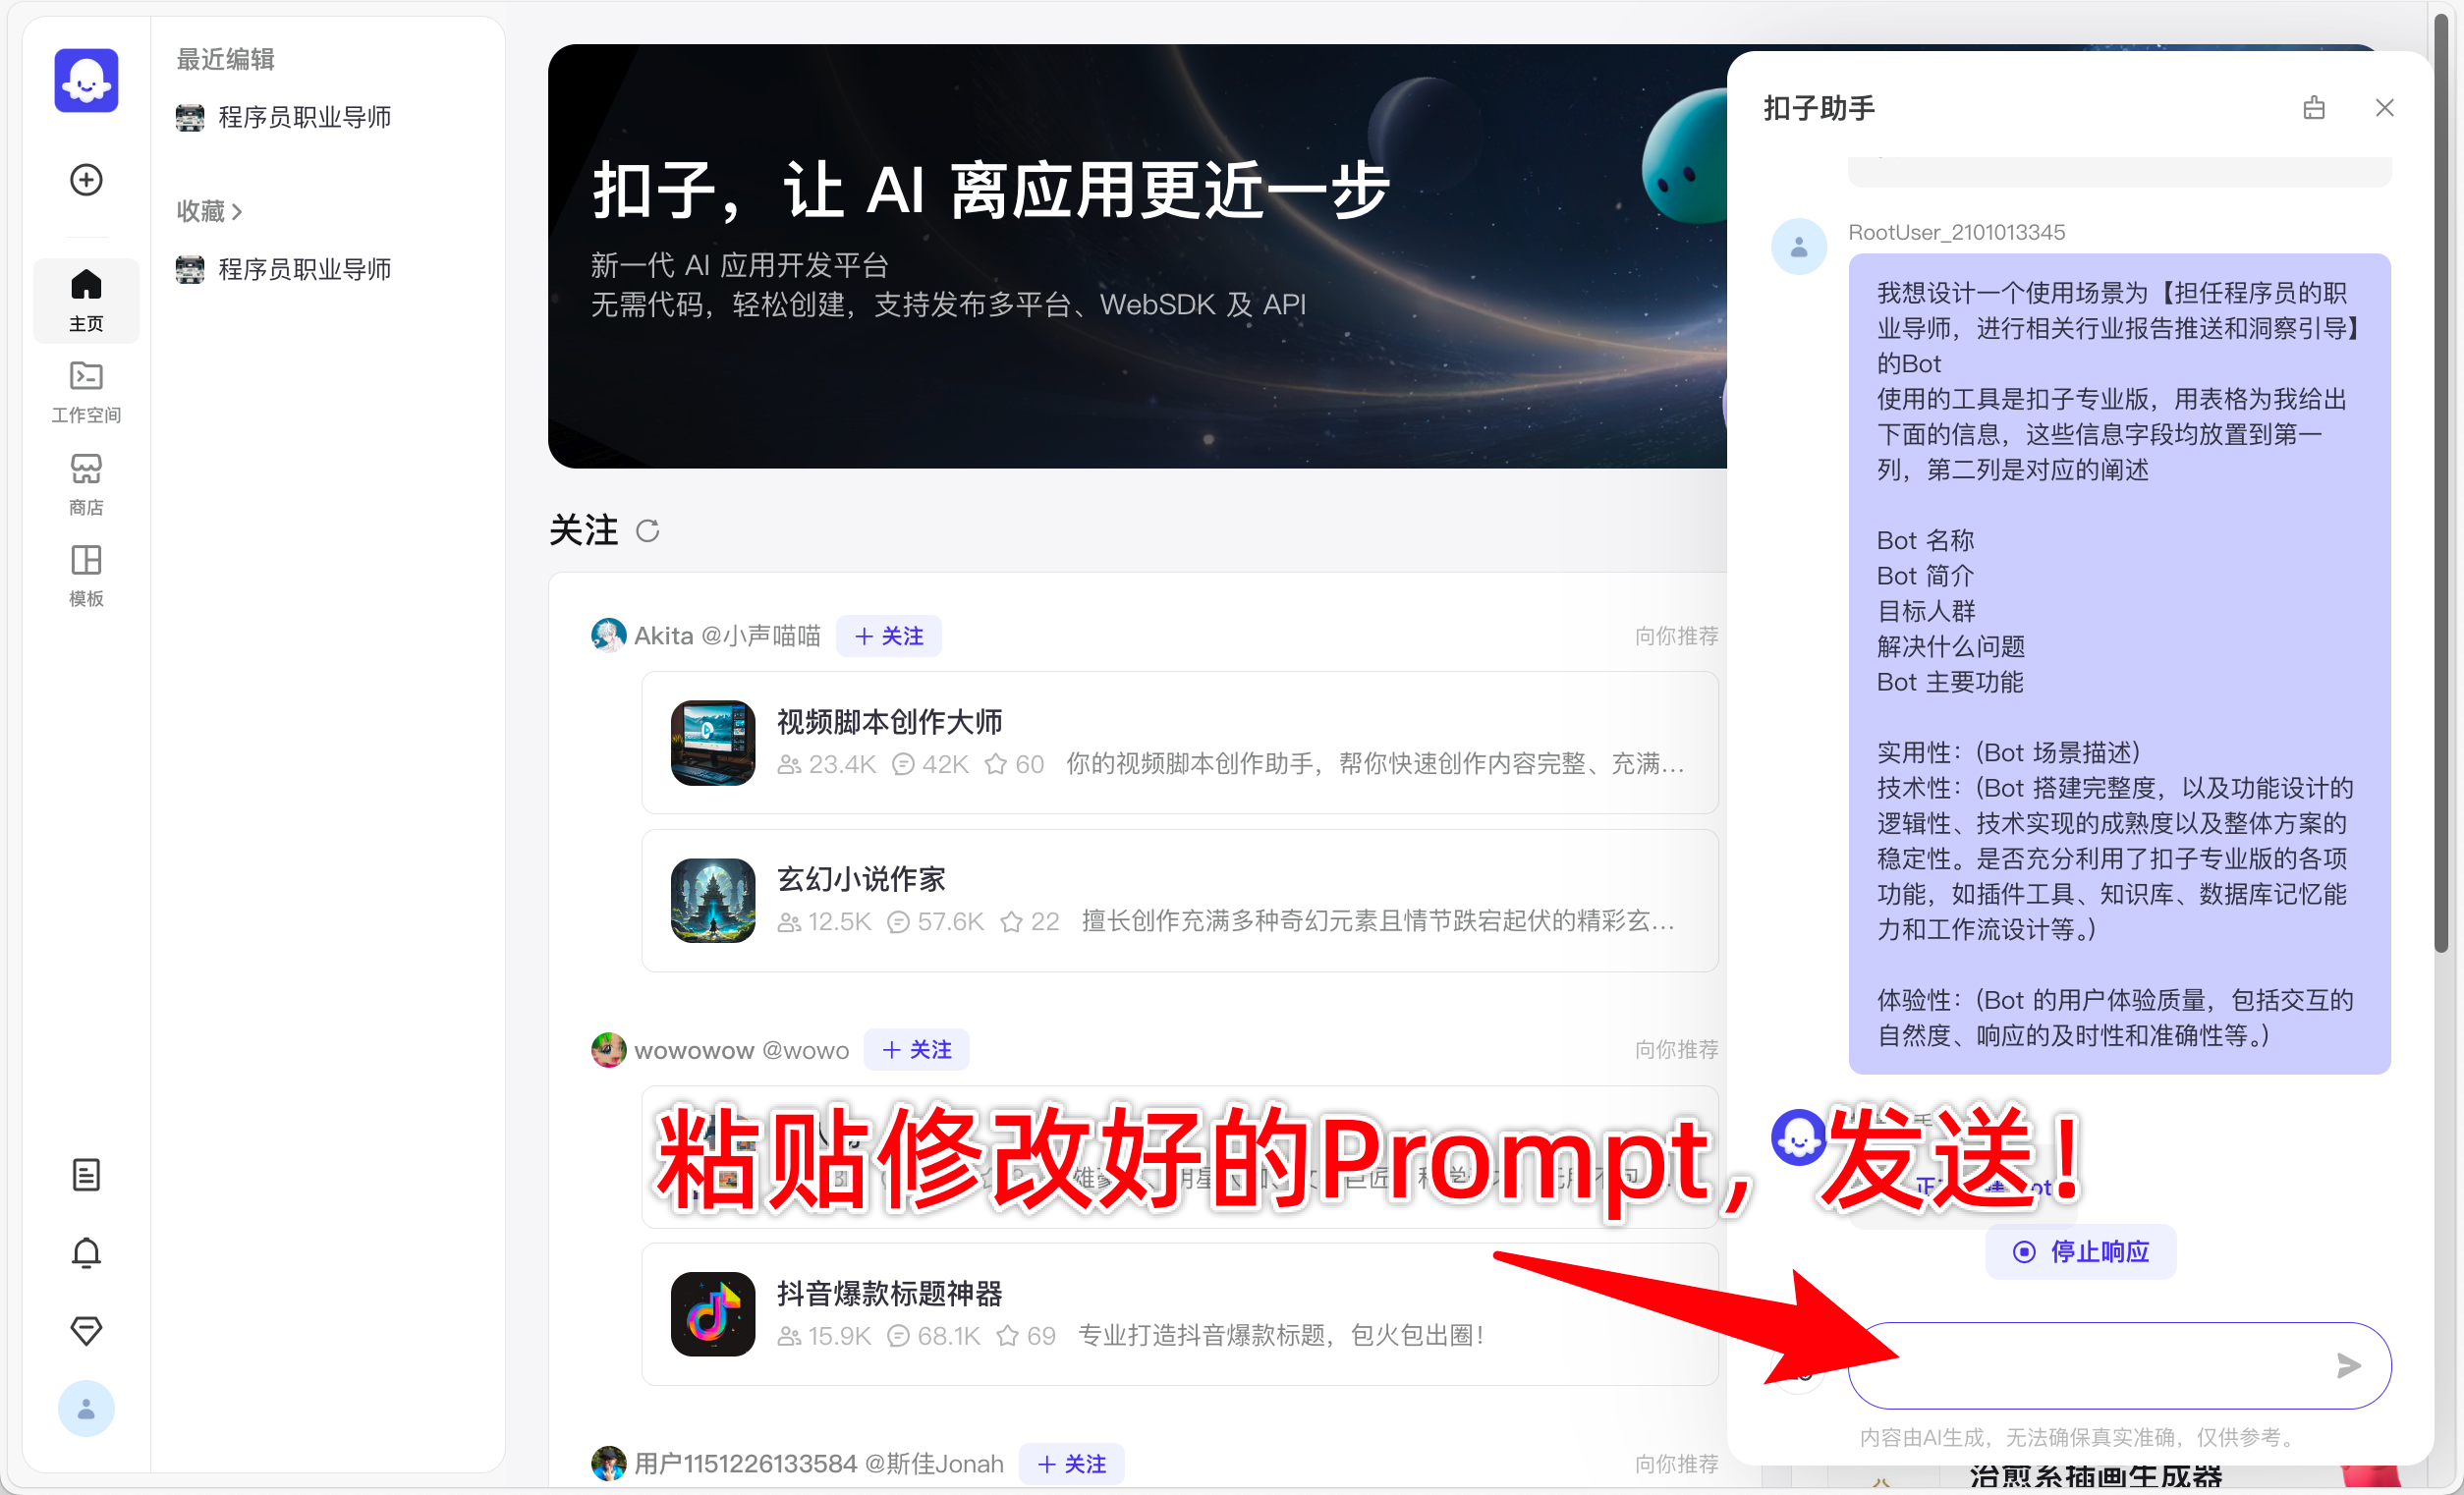 最近编辑
程序员职业导师
收藏
程序员职业导师
主页
工作空间
商店
模板
扣子，让 AI 离应用更近一步
新一代 AI 应用开发平台
无需代码，轻松创建，支持发布多平台、WebSDK 及 API
关注
Akita @小声喵喵
+ 关注
向你推荐
视频脚本创作大师
23.4K 42K 60 你的视频脚本创作助手，帮你快速创作内容完整、充满...
玄幻小说作家
12.5K 57.6K 22 擅长创作充满多种奇幻元素且情节跌宕起伏的精彩玄...
wowowow @wowo
+ 关注
向你推荐
粘贴修改好的Prompt，发送！
抖音爆款标题神器
15.9K 68.1K 69 专业打造抖音爆款标题，包火包出圈！
用户1151226133584 @斯佳Jonah
+ 关注
向你推荐
扣子助手
RootUser_2101013345
我想设计一个使用场景为【担任程序员的职
业导师，进行相关行业报告推送和洞察引导】
的Bot
使用的工具是扣子专业版，用表格为我给出
下面的信息，这些信息字段均放置到第一
列，第二列是对应的阐述
Bot 名称
Bot 简介
目标人群
解决什么问题
Bot 主要功能
实用性：（Bot 场景描述）
技术性：（Bot 搭建完整度，以及功能设计的
逻辑性、技术实现的成熟度以及整体方案的
稳定性。是否充分利用了扣子专业版的各项
功能，如插件工具、知识库、数据库记忆能
力和工作流设计等。）
体验性：（Bot 的用户体验质量，包括交互的
自然度、响应的及时性和准确性等。）
停止响应
内容由AI生成，无法确保真实准确，仅供参考。
治愈系插画生成器